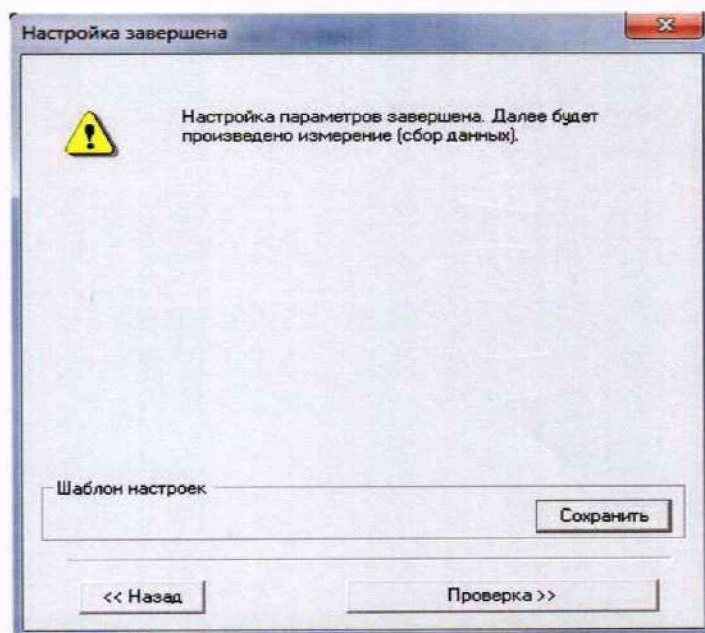 Настройка завершена
Настройка параметров завершена. Далее будет
произведено измерение (сбор данных).
Шаблон настроек
Сохранить
<< Назад
Проверка >>